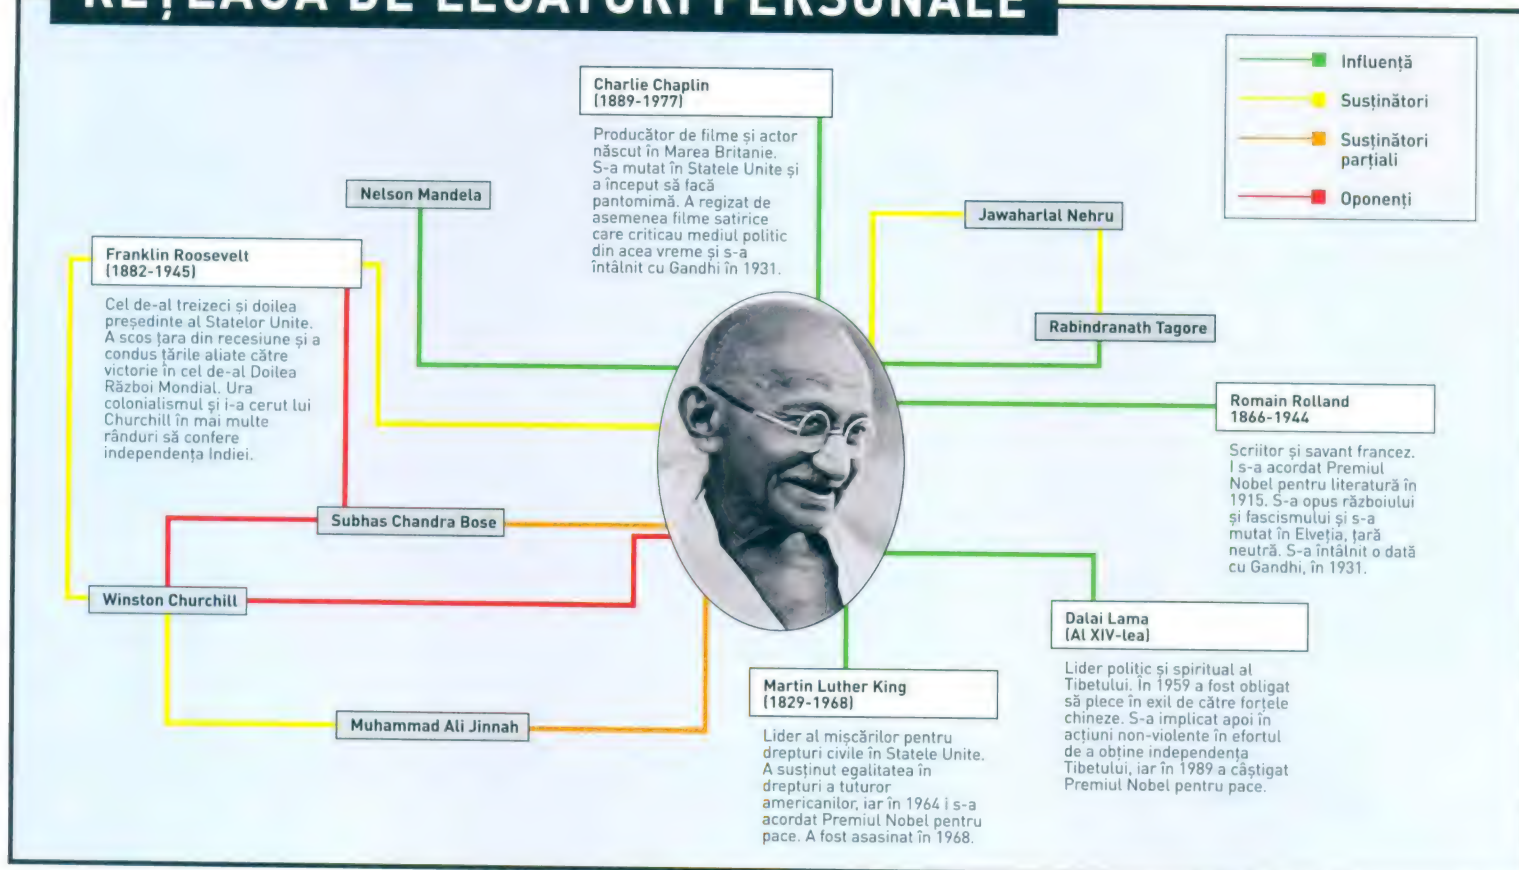 REȚEAUA DE LEGĂTURI PERSONALE
Influență
Susținători
Susținători
parțiali
Oponenți
Charlie Chaplin
(1889-1977)
Producător de filme și actor
născut în Marea Britanie.
S-a mutat în Statele Unite și
a început să facă
pantomimă. A regizat de
asemenea filme satirice
care criticau mediul politic
din acea vreme și s-a
întâlnit cu Gandhi în 1931.
Nelson Mandela
Jawaharlal Nehru
Franklin Roosevelt
(1882-1945)
Cel de-al treizeci și doilea
președinte al Statelor Unite.
A scos țara din recesiune și a
condus țările aliate către
victorie în cel de-al Doilea
Război Mondial. Ura
colonialismul și i-a cerut lui
Churchill în mai multe
rânduri să confere
independența Indiei.
Rabindranath Tagore
Romain Rolland
1866-1944
Scriitor și savant francez.
I s-a acordat Premiul
Nobel pentru literatură în
1915. S-a opus războiului
și fascismului și s-a
mutat în Elveția, țară
neutră. S-a întâlnit o dată
cu Gandhi, în 1931.
Subhas Chandra Bose
Winston Churchill
Dalai Lama
(Al XIV-lea)
Lider politic și spiritual al
Tibetului. În 1959 a fost obligat
să plece în exil de către forțele
chineze. S-a implicat apoi în
acțiuni non-violente în efortul
de a obține independența
Tibetului, iar în 1989 a câștigat
Premiul Nobel pentru pace.
Martin Luther King
(1829-1968)
Lider al mișcărilor pentru
drepturi civile în Statele Unite.
A susținut egalitatea în
drepturi a tuturor
americanilor, iar în 1964 i s-a
acordat Premiul Nobel pentru
pace. A fost asasinat în 1968.
Muhammad Ali Jinnah